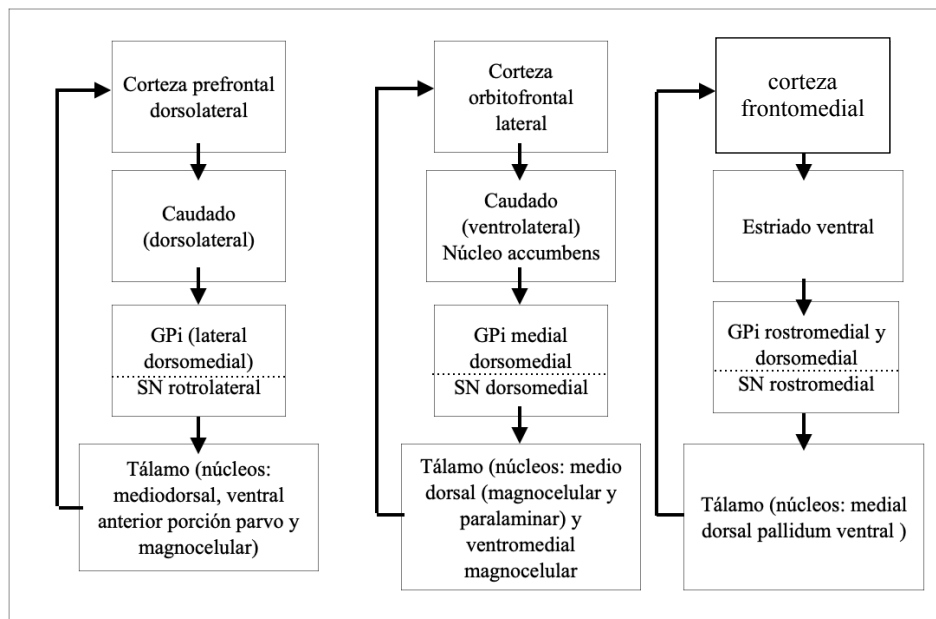 Corteza prefrontal
dorsolateral
Caudado
(dorsolateral)
GPi (lateral
dorsomedial)
SN rotrolateral
Tálamo (núcleos:
mediodorsal, ventral
anterior porción parvo y
magnocelular)
Corteza
orbitofrontal
lateral
Caudado
(ventrolateral)
Núcleo accumbens
GPi medial
dorsomedial
SN dorsomedial
Tálamo (núcleos: medio
dorsal (magnocelular y
paralaminar) y
ventromedial
magnocelular
corteza
frontomedial
Estriado ventral
GPi rostromedial y
dorsomedial
SN rostromedial
Tálamo (núcleos: medial
dorsal pallidum ventral )